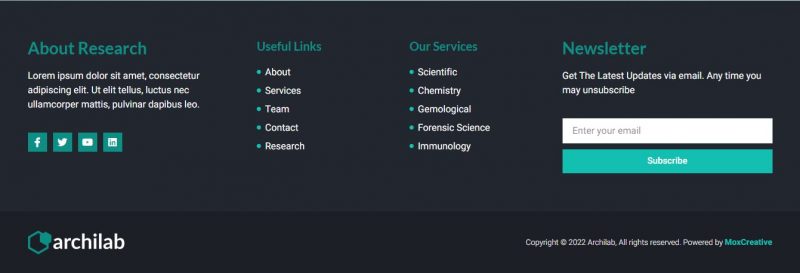 About Research
Lorem ipsum dolor sit amet, consectetur
adipiscing elit. Ut elit tellus, luctus nec
ullamcorper mattis, pulvinar dapibus leo.
Useful Links
About
Services
Team
Contact
Research
Our Services
Scientific
Chemistry
Gemological
Forensic Science
Immunology
Newsletter
Get The Latest Updates via email. Any time you
may unsubscribe
Enter your email
Subscribe
archilab
Copyright © 2022 Archilab, All rights reserved. Powered by MoxCreative